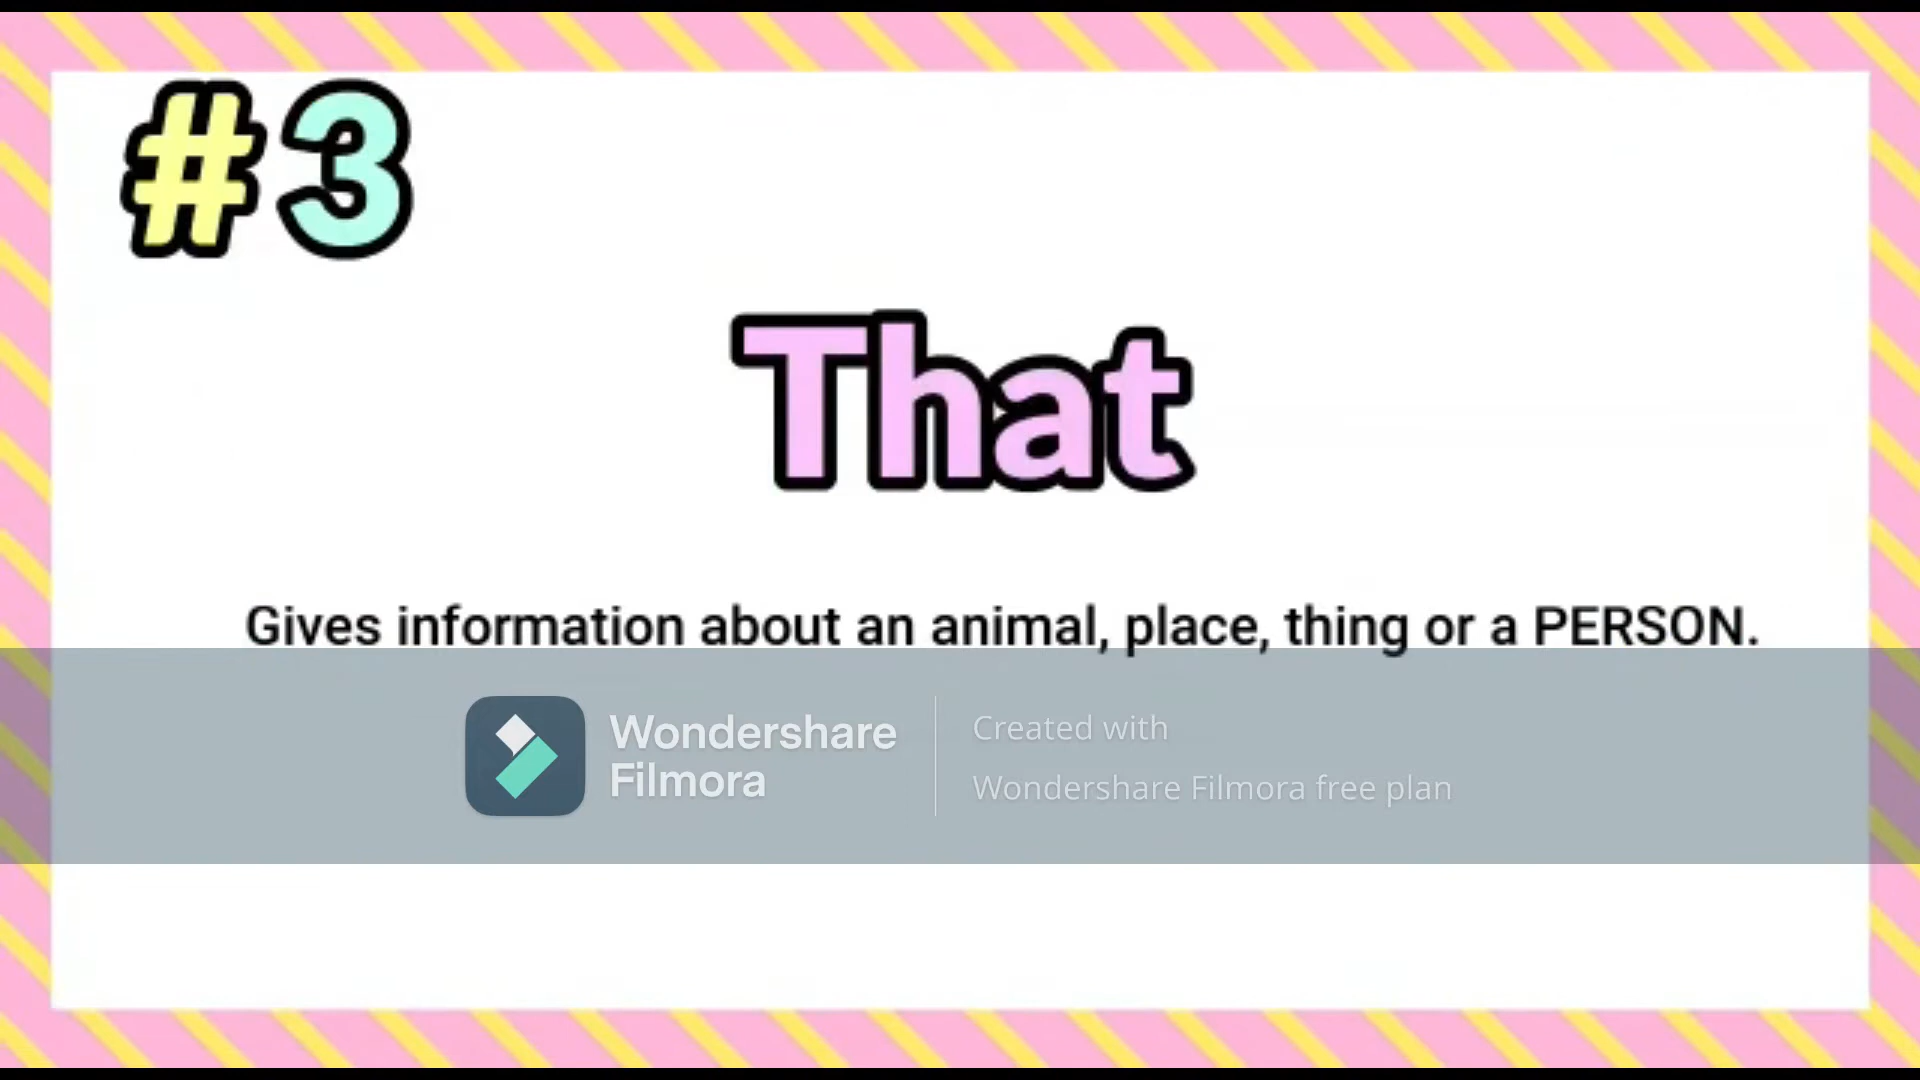 #3
That
Gives information about an animal, place, thing or a PERSON.
Wondershare
Filmora
Created with
Wondershare Filmora free plan